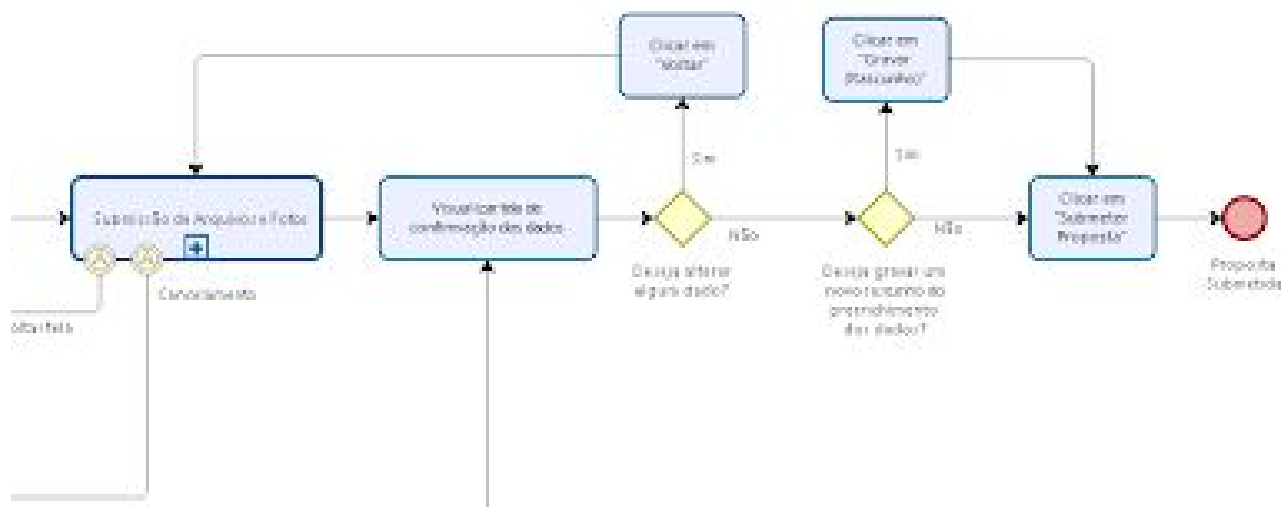 Clicar em
"Voltar"
Clicar em
"Gravar
Rascunho"
Sim
Sim
Submissão de Arquivos e Fotos
Visualizar tela de
confirmação dos dados
Clicar em
"Submeter
Proposta"
Não
Não
Deseja alterar
algum dado?
Deseja gravar um
novo rascunho do
preenchimento
dos dados?
Proposta
Submetida
Cancelamento